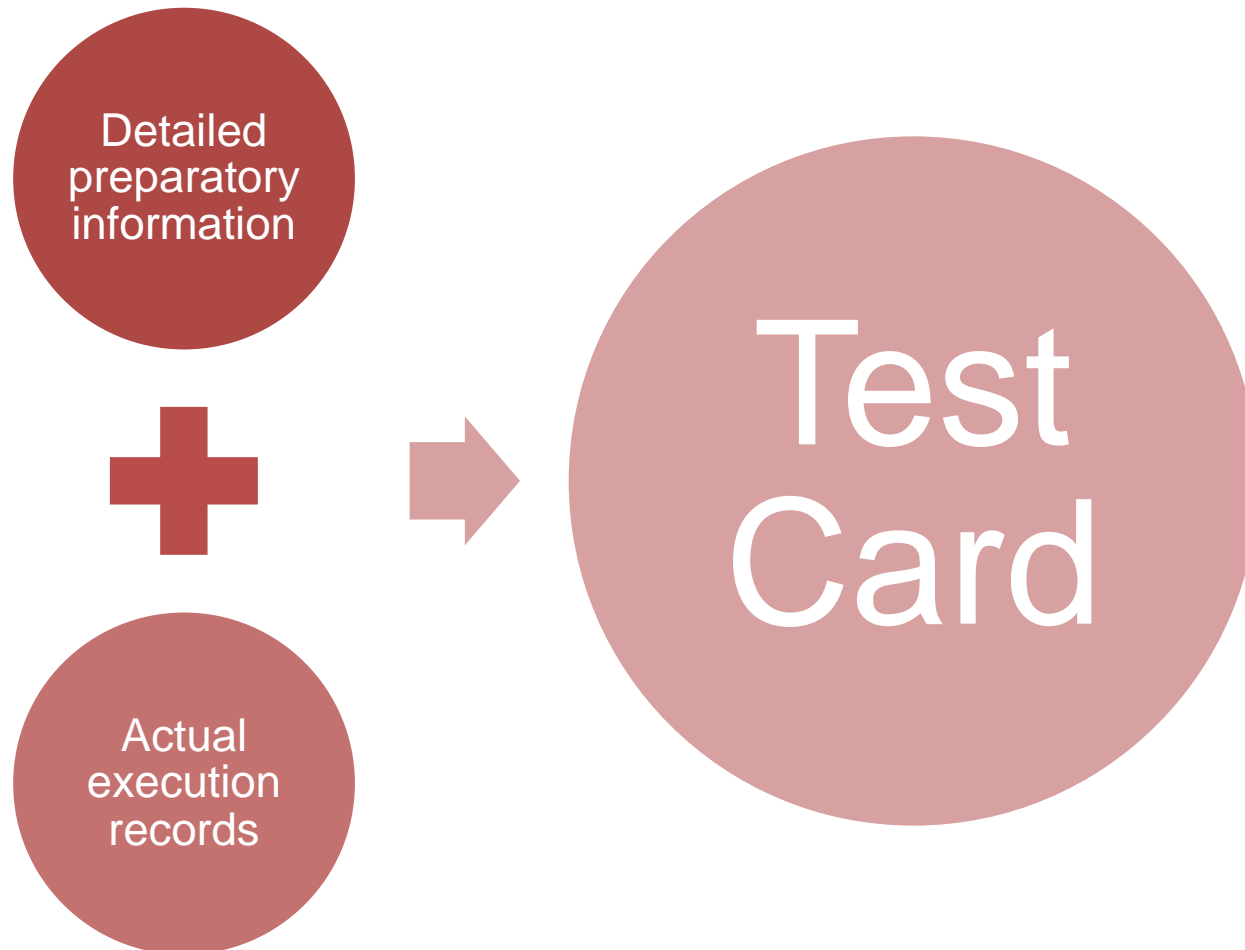 Detailed
preparatory
information
Actual
execution
records
Test
Card